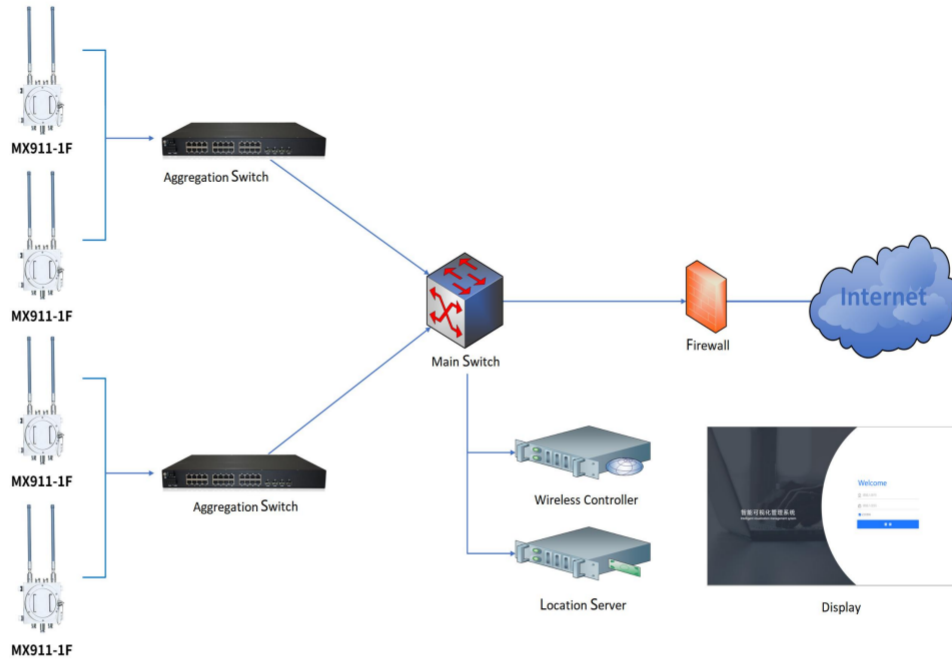 MX911-1F
Aggregation Switch
MX911-1F
Internet
Main Switch
Firewall
MX911-1F
Aggregation Switch
Wireless Controller
Welcome
智能可视化管理系统
Location Server
Display
MX911-1F